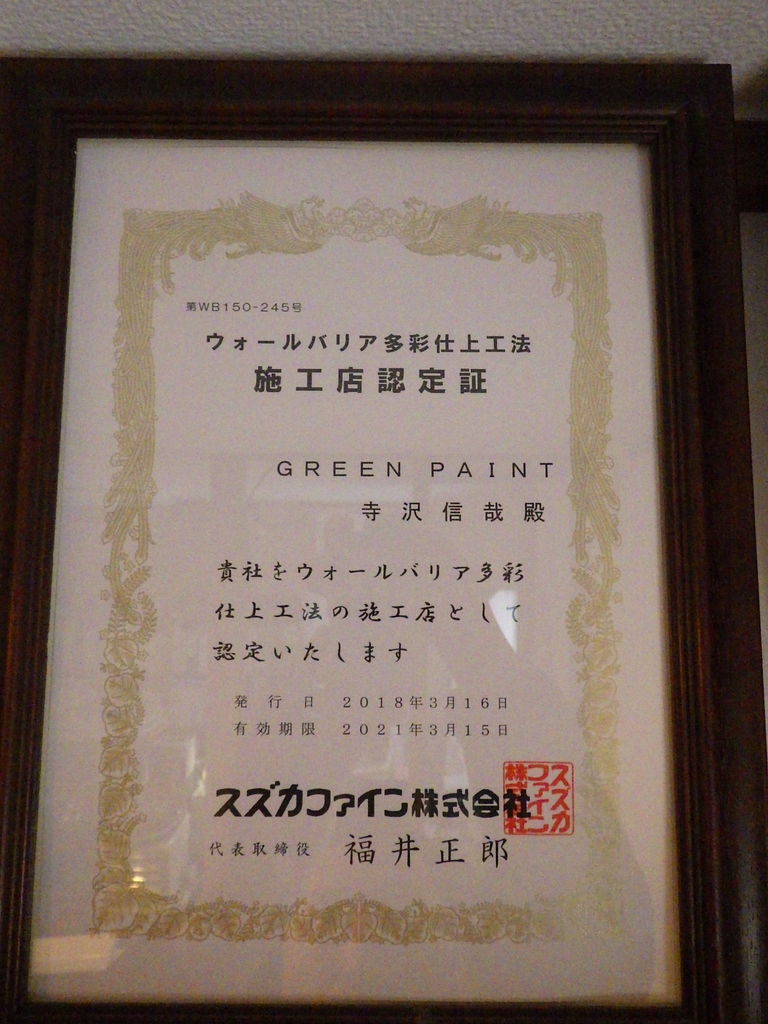 第WB150-245号
ウォールバリア多彩仕上工法
施工店認定証
GREEN PAINT
寺沢信哉殿
貴社をウォールバリア多彩
仕上工法の施工店として
認定いたします
発行日 2018年3月16日
有効期限 2021年3月15日
スズカファイン株式会社
スズカ
ファイン
株式会社
代表取締役 福井正郎